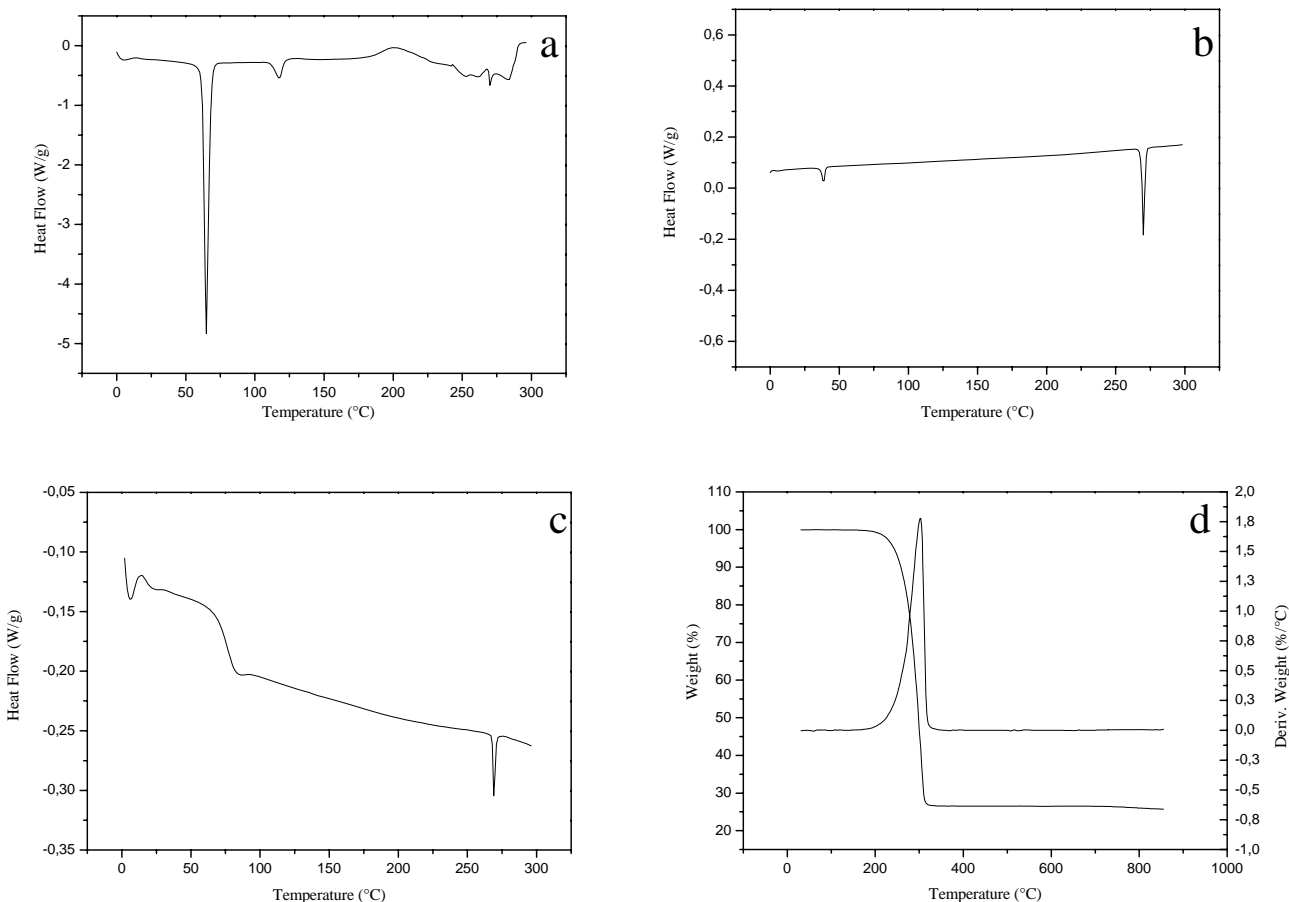 a
0
-1
-2
-3
-4
-5
Heat Flow (W/g)
0 50 100 150 200 250 300
Temperature (°C)
b
0,6
0,4
0,2
0,0
-0,2
-0,4
-0,6
Heat Flow (W/g)
0 50 100 150 200 250 300
Temperature (°C)
c
-0,05
-0,10
-0,15
-0,20
-0,25
-0,30
-0,35
Heat Flow (W/g)
0 50 100 150 200 250 300
Temperature (°C)
d
110
100
90
80
70
60
50
40
30
20
Weight (%)
2,0
1,8
1,5
1,3
1,0
0,8
0,5
0,3
0,0
-0,3
-0,5
-0,8
-1,0
Deriv. Weight (%/°C)
0 200 400 600 800 1000
Temperature (°C)